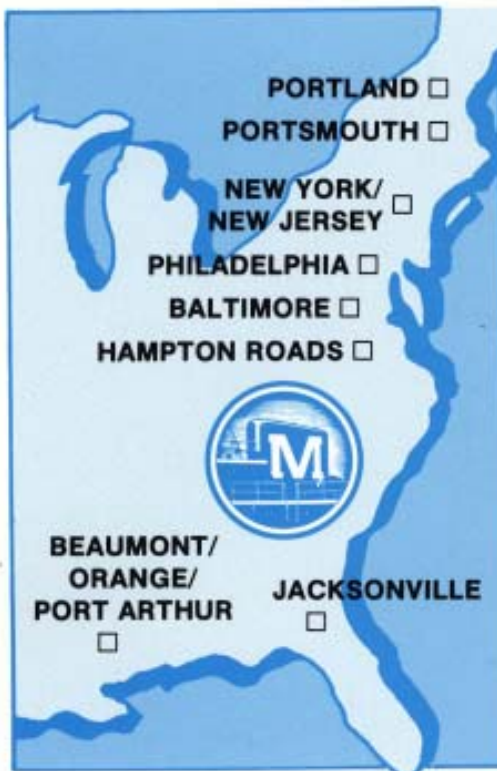 PORTLAND □
PORTSMOUTH □
NEW YORK/
NEW JERSEY □
PHILADELPHIA □
BALTIMORE □
HAMPTON ROADS □
M
BEAUMONT/
ORANGE/
PORT ARTHUR
□
JACKSONVILLE
□